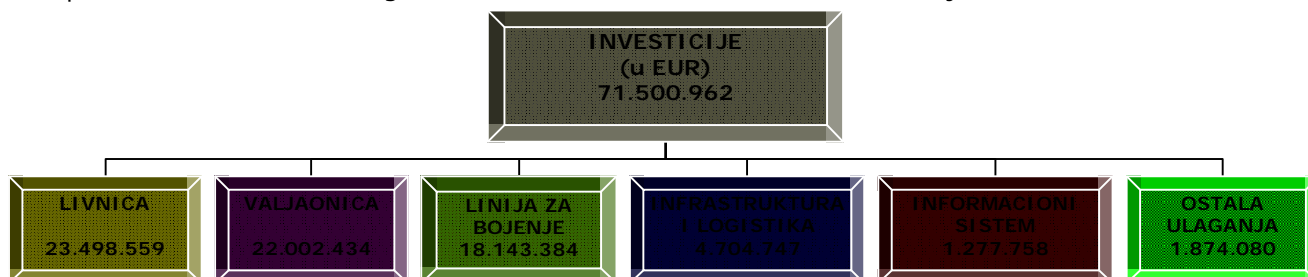 INVESTICIJE
(u EUR)
71.500.962
LIVNICA
23.498.559
VALJAONICA
22.002.434
LINIJA ZA
BOJENJE
18.143.384
INFRASTRUKTURA
I LOGISTIKA
4.704.747
INFORMACIONI
SISTEM
1.277.758
OSTALA
ULAGANJA
1.874.080